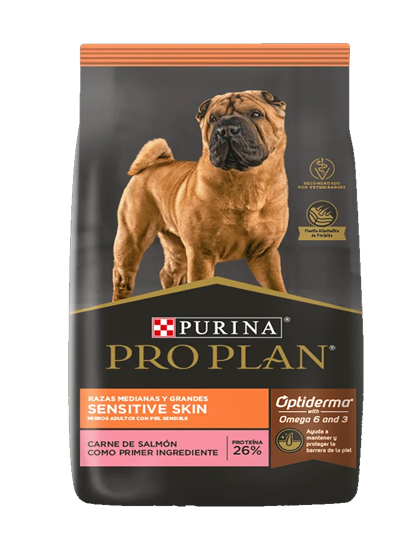 RECOMENDADO
POR VETERINARIOS
PURINA®
PRO PLAN®
RAZAS MEDIANAS Y GRANDES
SENSITIVE SKIN
PERROS ADULTOS CON PIEL SENSIBLE
CARNE DE SALMÓN
COMO PRIMER INGREDIENTE
PROTEÍNA
26%
Optiderma®
with
Omega 6 and 3
Ayuda a
mantener y
proteger la
barrera de la piel